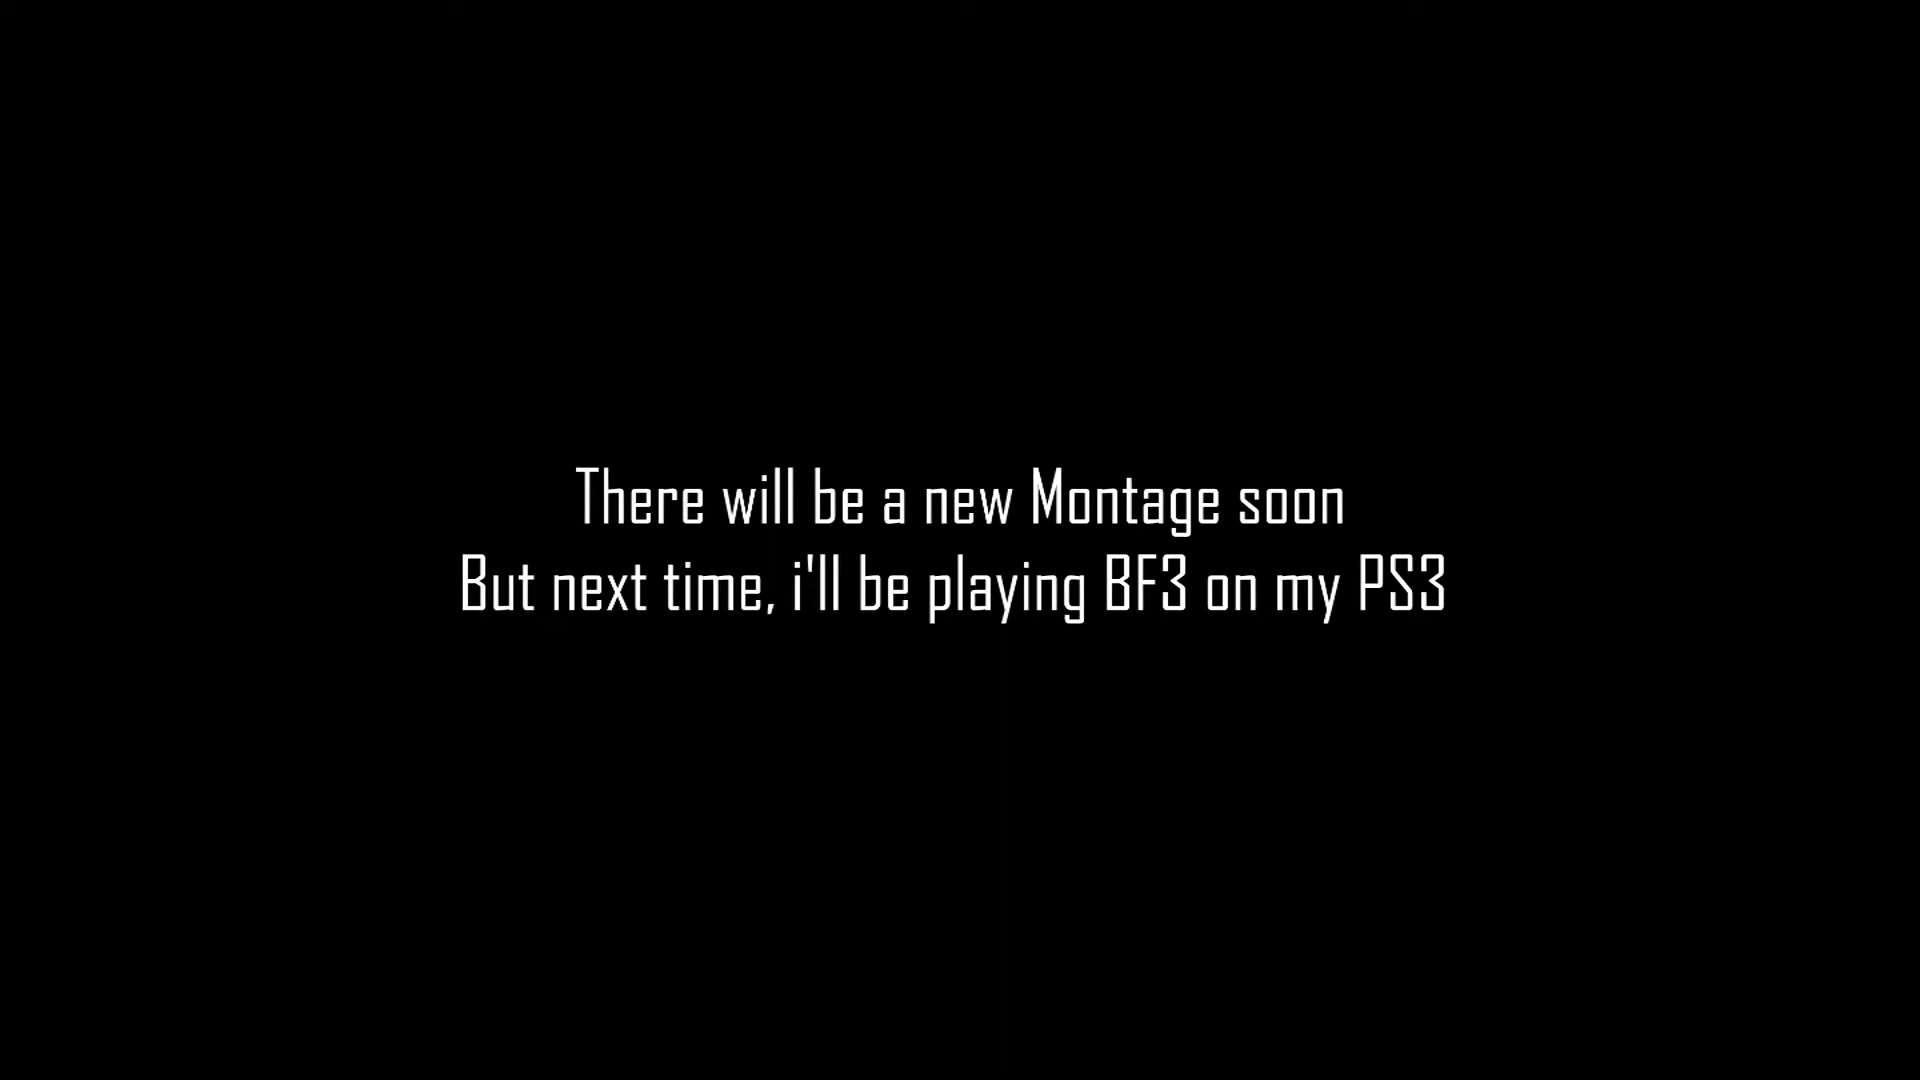 There will be a new Montage soon
But next time, i'll be playing BF3 on my PS3